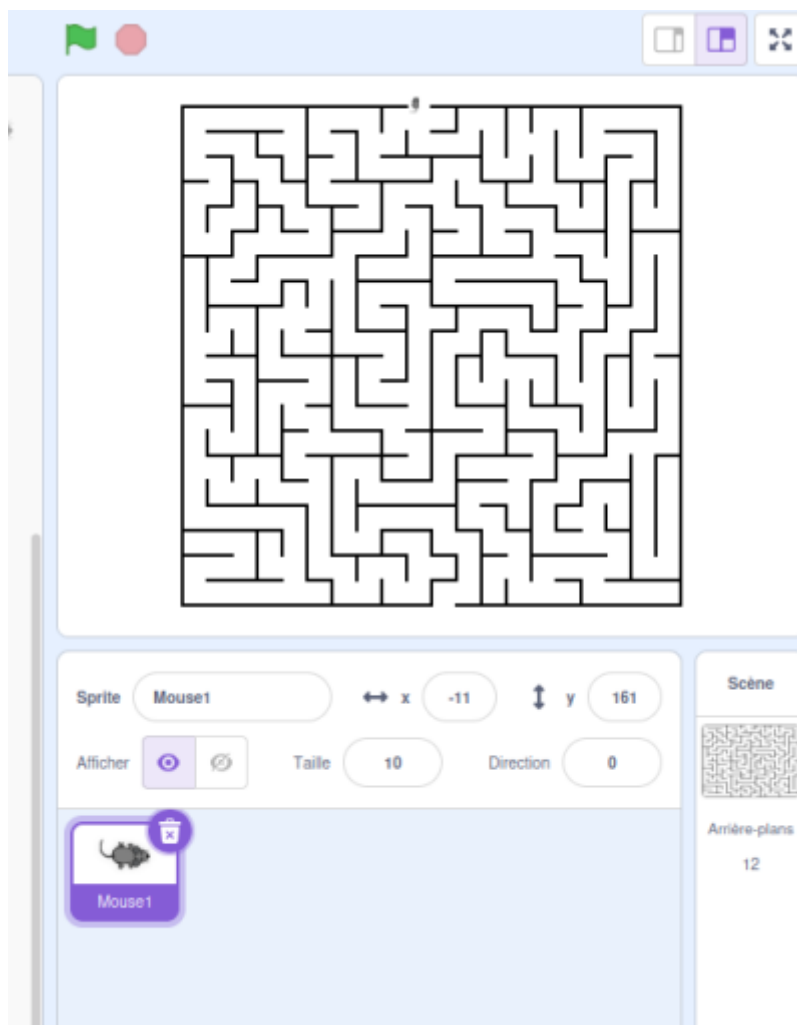 Sprite Mouse1 x -11 y 161
Afficher Taille 10 Direction 0
Mouse1
Scène
Arrière-plans
12